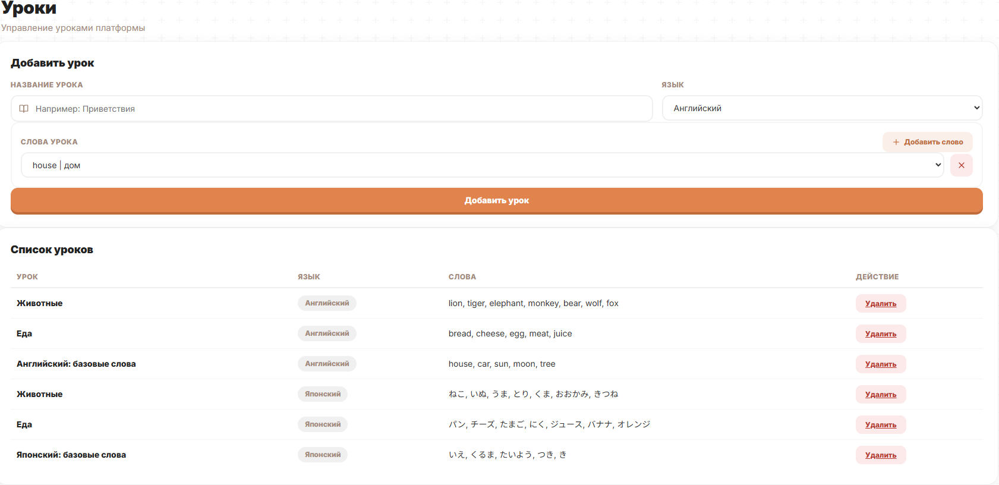 Уроки
Управление уроками платформы
Добавить урок
НАЗВАНИЕ УРОКА ЯЗЫК
Например: Приветствия Английский
СЛОВА УРОКА + Добавить слово
house | дом
Добавить урок
Список уроков
УРОК ЯЗЫК СЛОВА ДЕЙСТВИЕ
Животные Английский lion, tiger, elephant, monkey, bear, wolf, fox Удалить
Еда Английский bread, cheese, egg, meat, juice Удалить
Английский: базовые слова Английский house, car, sun, moon, tree Удалить
Животные Японский ねこ, いぬ, うま, とり, くま, おおかみ, きつね Удалить
Еда Японский パン, チーズ, たまご, にく, ジュース, バナナ, オレンジ Удалить
Японский: базовые слова Японский いえ, くるま, たいよう, つき, き Удалить